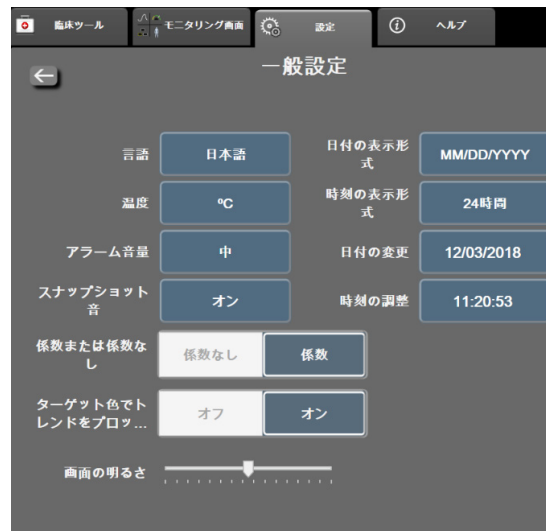 臨床ツール
モニタリング画面
設定
ヘルプ
一般設定
言語
日本語
日付の表示形
式
MM/DD/YYYY
温度
ºC
時刻の表示形
式
24時間
アラーム音量
中
日付の変更
12/03/2018
スナップショット
音
オン
時刻の調整
11:20:53
係数または係数な
し
係数なし
係数
ターゲット色でト
レンドをプロッ...
オフ
オン
画面の明るさ